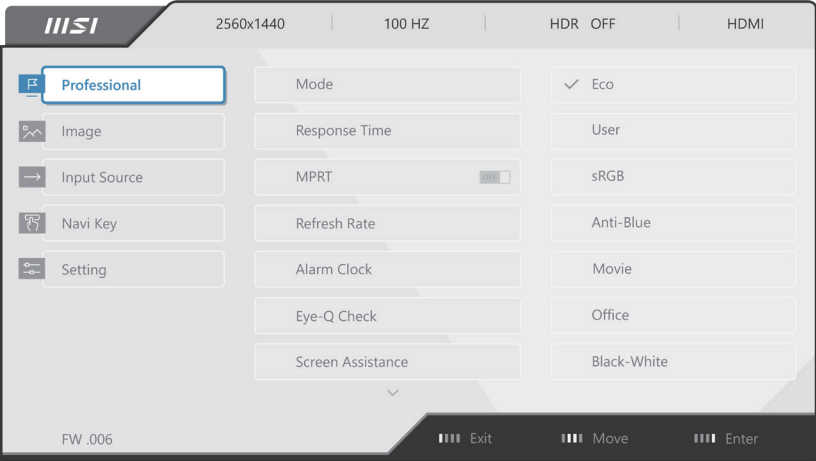 msi 2560x1440 100 HZ HDR OFF HDMI
Professional Mode Eco
Image Response Time User
Input Source MPRT OFF sRGB
Navi Key Refresh Rate Anti-Blue
Setting Alarm Clock Movie
Eye-Q Check Office
Screen Assistance Black-White
FW .006 Exit Move Enter